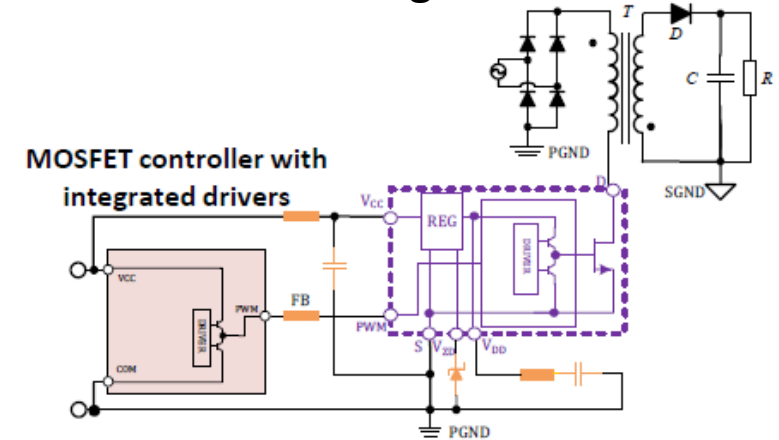 T
D
C
R
PGND
SGND
MOSFET controller with
integrated drivers
D
VCC
REG
DRIVER
VCC
FB
PWM
DRIVER
PWM
COM
S
VZD
VDD
PGND